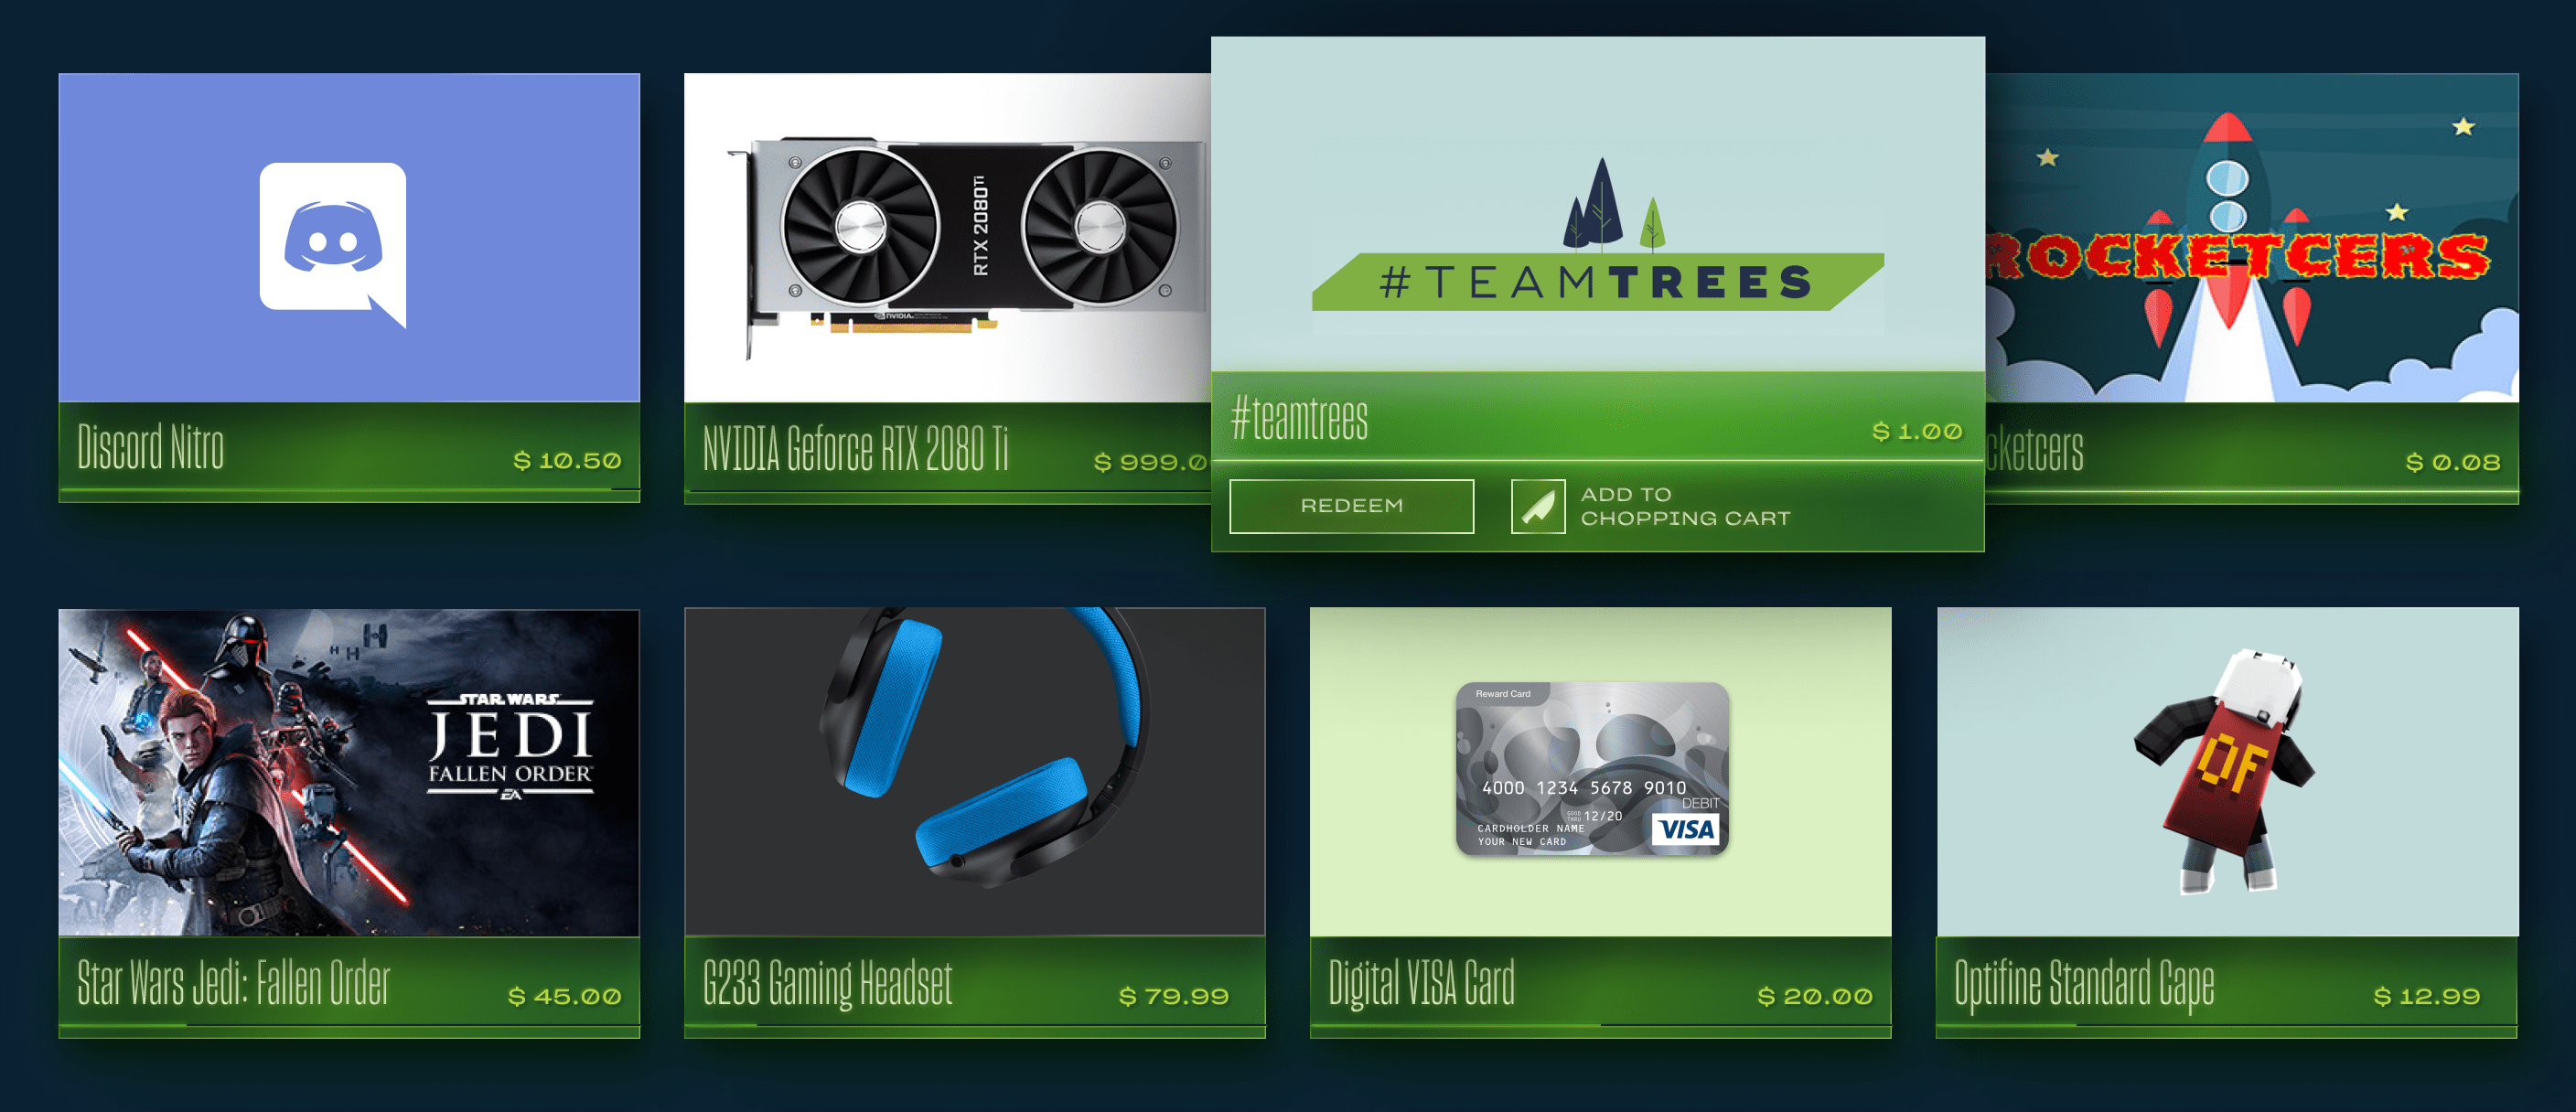 RTX 2080 Ti
NVIDIA
#TEAMTREES
ROCKETCERS
Discord Nitro
$ 10.50
NVIDIA Geforce RTX 2080 Ti
$ 999.0
#teamtrees
$ 1.00
cketcers
$ 0.08
REDEEM
ADD TO
CHOPPING CART
STAR WARS
JEDI
FALLEN ORDER
EA
Reward Card
4000 1234 5678 9010
DEBIT
GOOD
THRU
12/20
CARDHOLDER NAME
YOUR NEW CARD
VISA
OF
Star Wars Jedi: Fallen Order
$ 45.00
G233 Gaming Headset
$ 79.99
Digital VISA Card
$ 20.00
Optifine Standard Cape
$ 12.99